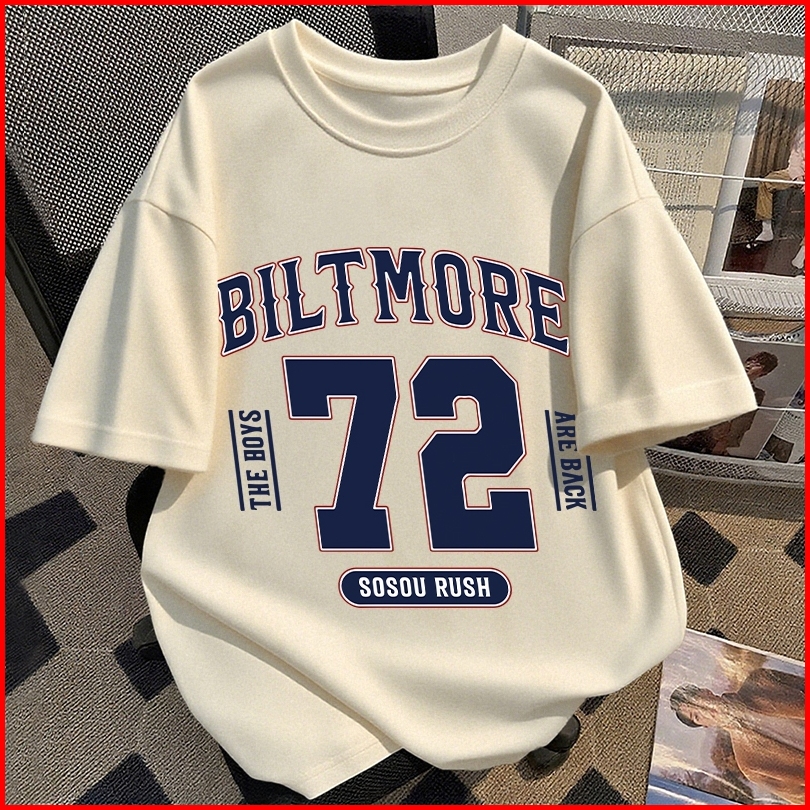 BILTMORE
72
THE BOYS
ARE BACK
SOSOU RUSH